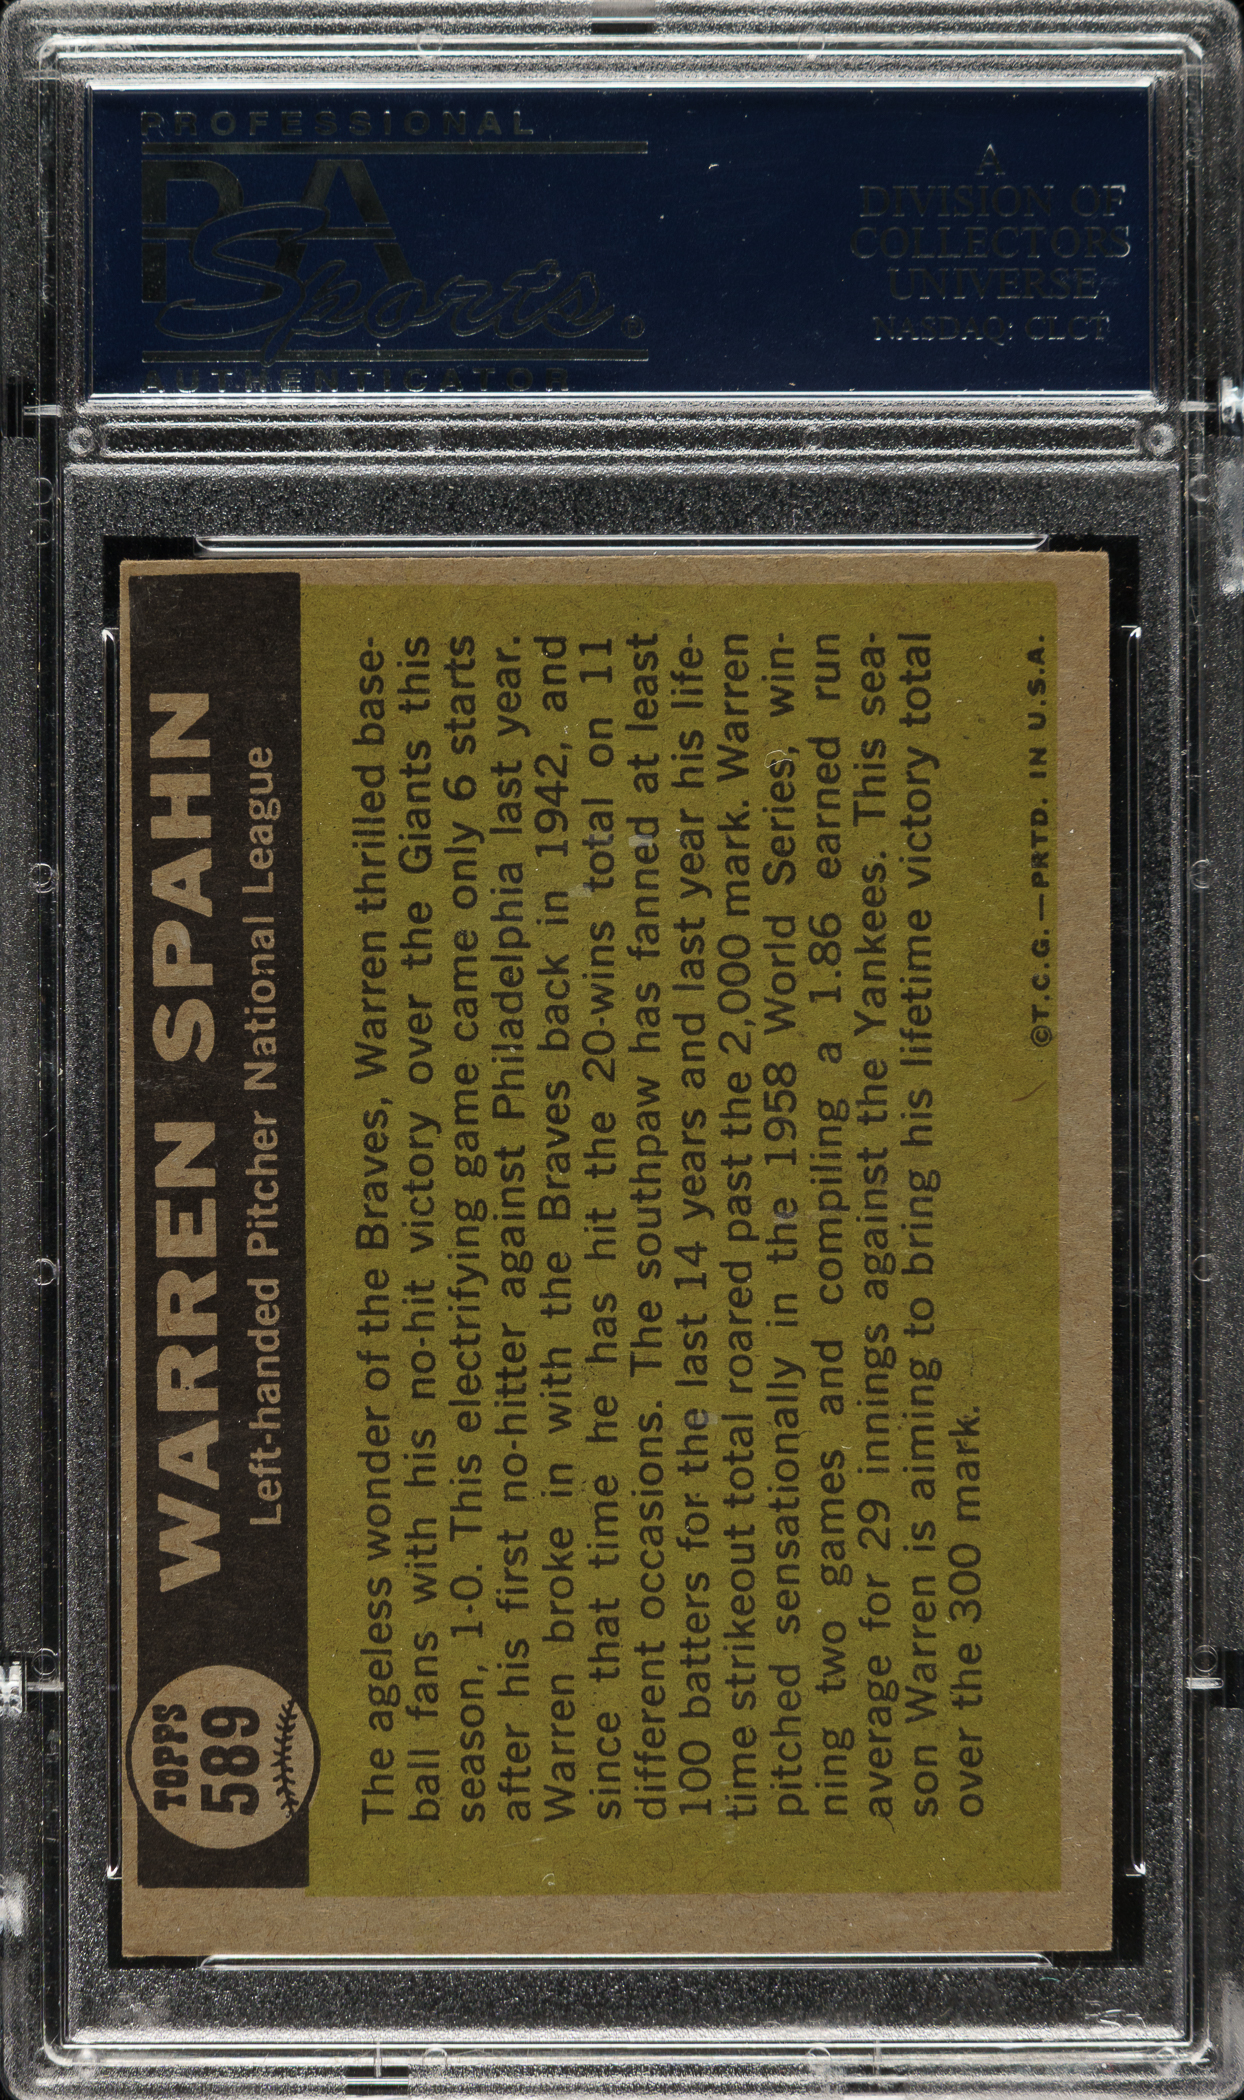 PROFESSIONAL
PSA
Sports®
AUTHENTICATOR
A
DIVISION OF
COLLECTORS
UNIVERSE
NASDAQ: CLCT
TOPPS
589
WARREN SPAHN
Left-handed Pitcher National League
The ageless wonder of the Braves, Warren thrilled base-
ball fans with his no-hit victory over the Giants this
season, 1-0. This electrifying game came only 6 starts
after his first no-hitter against Philadelphia last year.
Warren broke in with the Braves back in 1942, and
since that time he has hit the 20-wins total on 11
different occasions. The southpaw has fanned at least
100 batters for the last 14 years and last year his life-
time strikeout total roared past the 2,000 mark. Warren
pitched sensationally in the 1958 World Series, win-
ning two games and compiling a 1.86 earned run
average for 29 innings against the Yankees. This sea-
son Warren is aiming to bring his lifetime victory total
over the 300 mark.
©T.C.G.—PRTD. IN U.S.A.